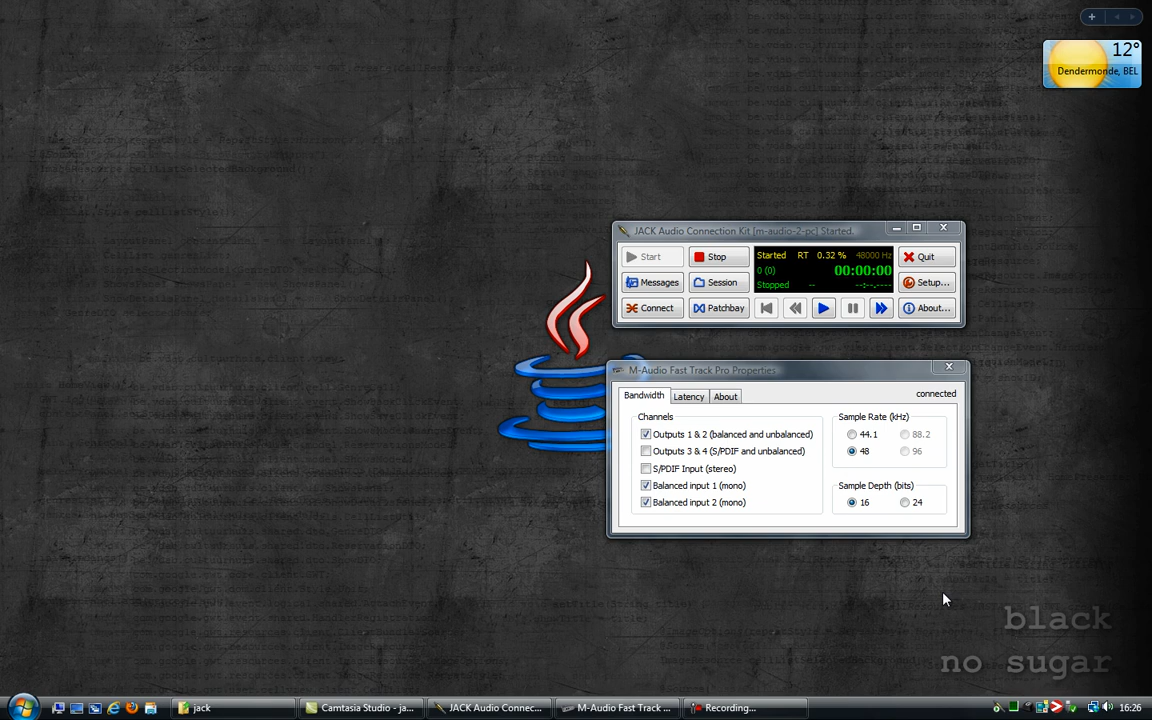 12°
Dendermonde, BEL
JACK Audio Connection Kit [m-audio-2-pc] Started.
Start
Stop
Started RT 0.32 % 48000 Hz
0 (0) 00:00:00
Stopped -- --:--.----
Quit
Messages
Session
Setup...
Connect
Patchbay
About...
M-Audio Fast Track Pro Properties
Bandwidth
Latency
About
connected
Channels
Outputs 1 & 2 (balanced and unbalanced)
Outputs 3 & 4 (S/PDIF and unbalanced)
S/PDIF Input (stereo)
Balanced input 1 (mono)
Balanced input 2 (mono)
Sample Rate (kHz)
44.1
88.2
48
96
Sample Depth (bits)
16
24
black
no sugar
jack
Camtasia Studio - ja...
JACK Audio Connec...
M-Audio Fast Track ...
Recording...
16:26